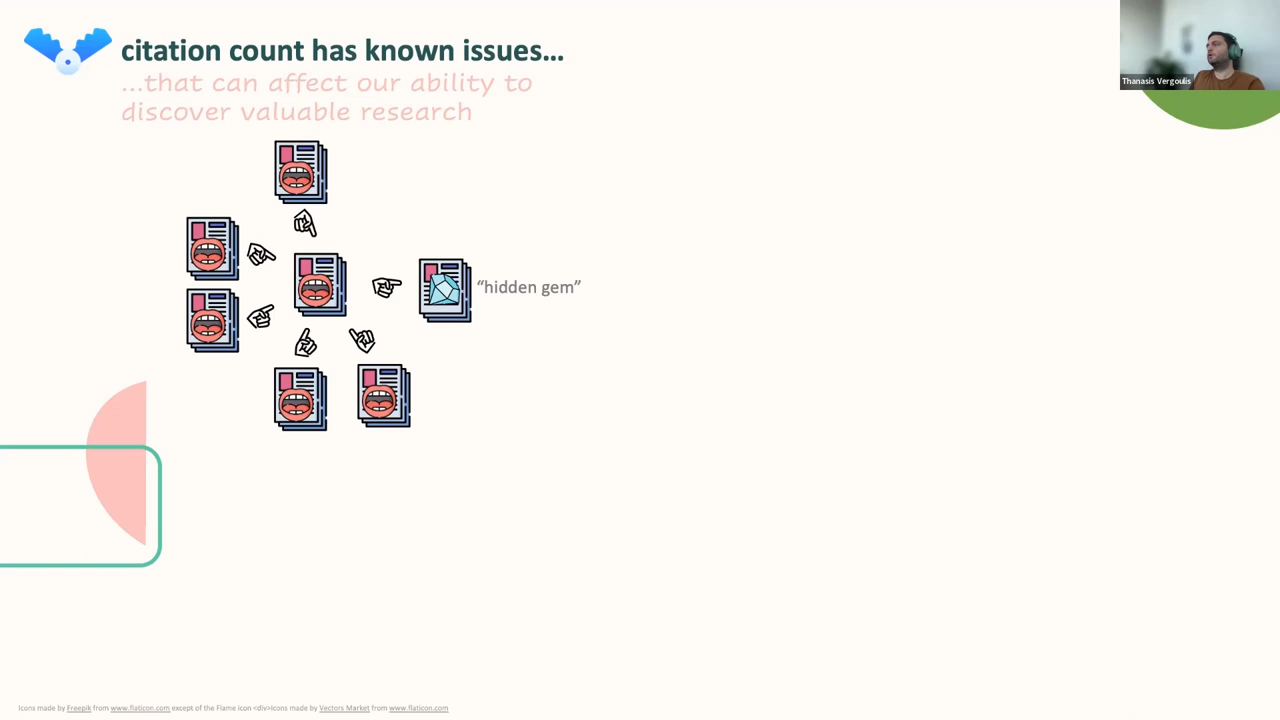 citation count has known issues...
...that can affect our ability to
discover valuable research
Thanasis Vergoulis
“hidden gem”
Icons made by Freepik from www.flaticon.com except of the Flame icon <div>Icons made by Vectors Market from www.flaticon.com